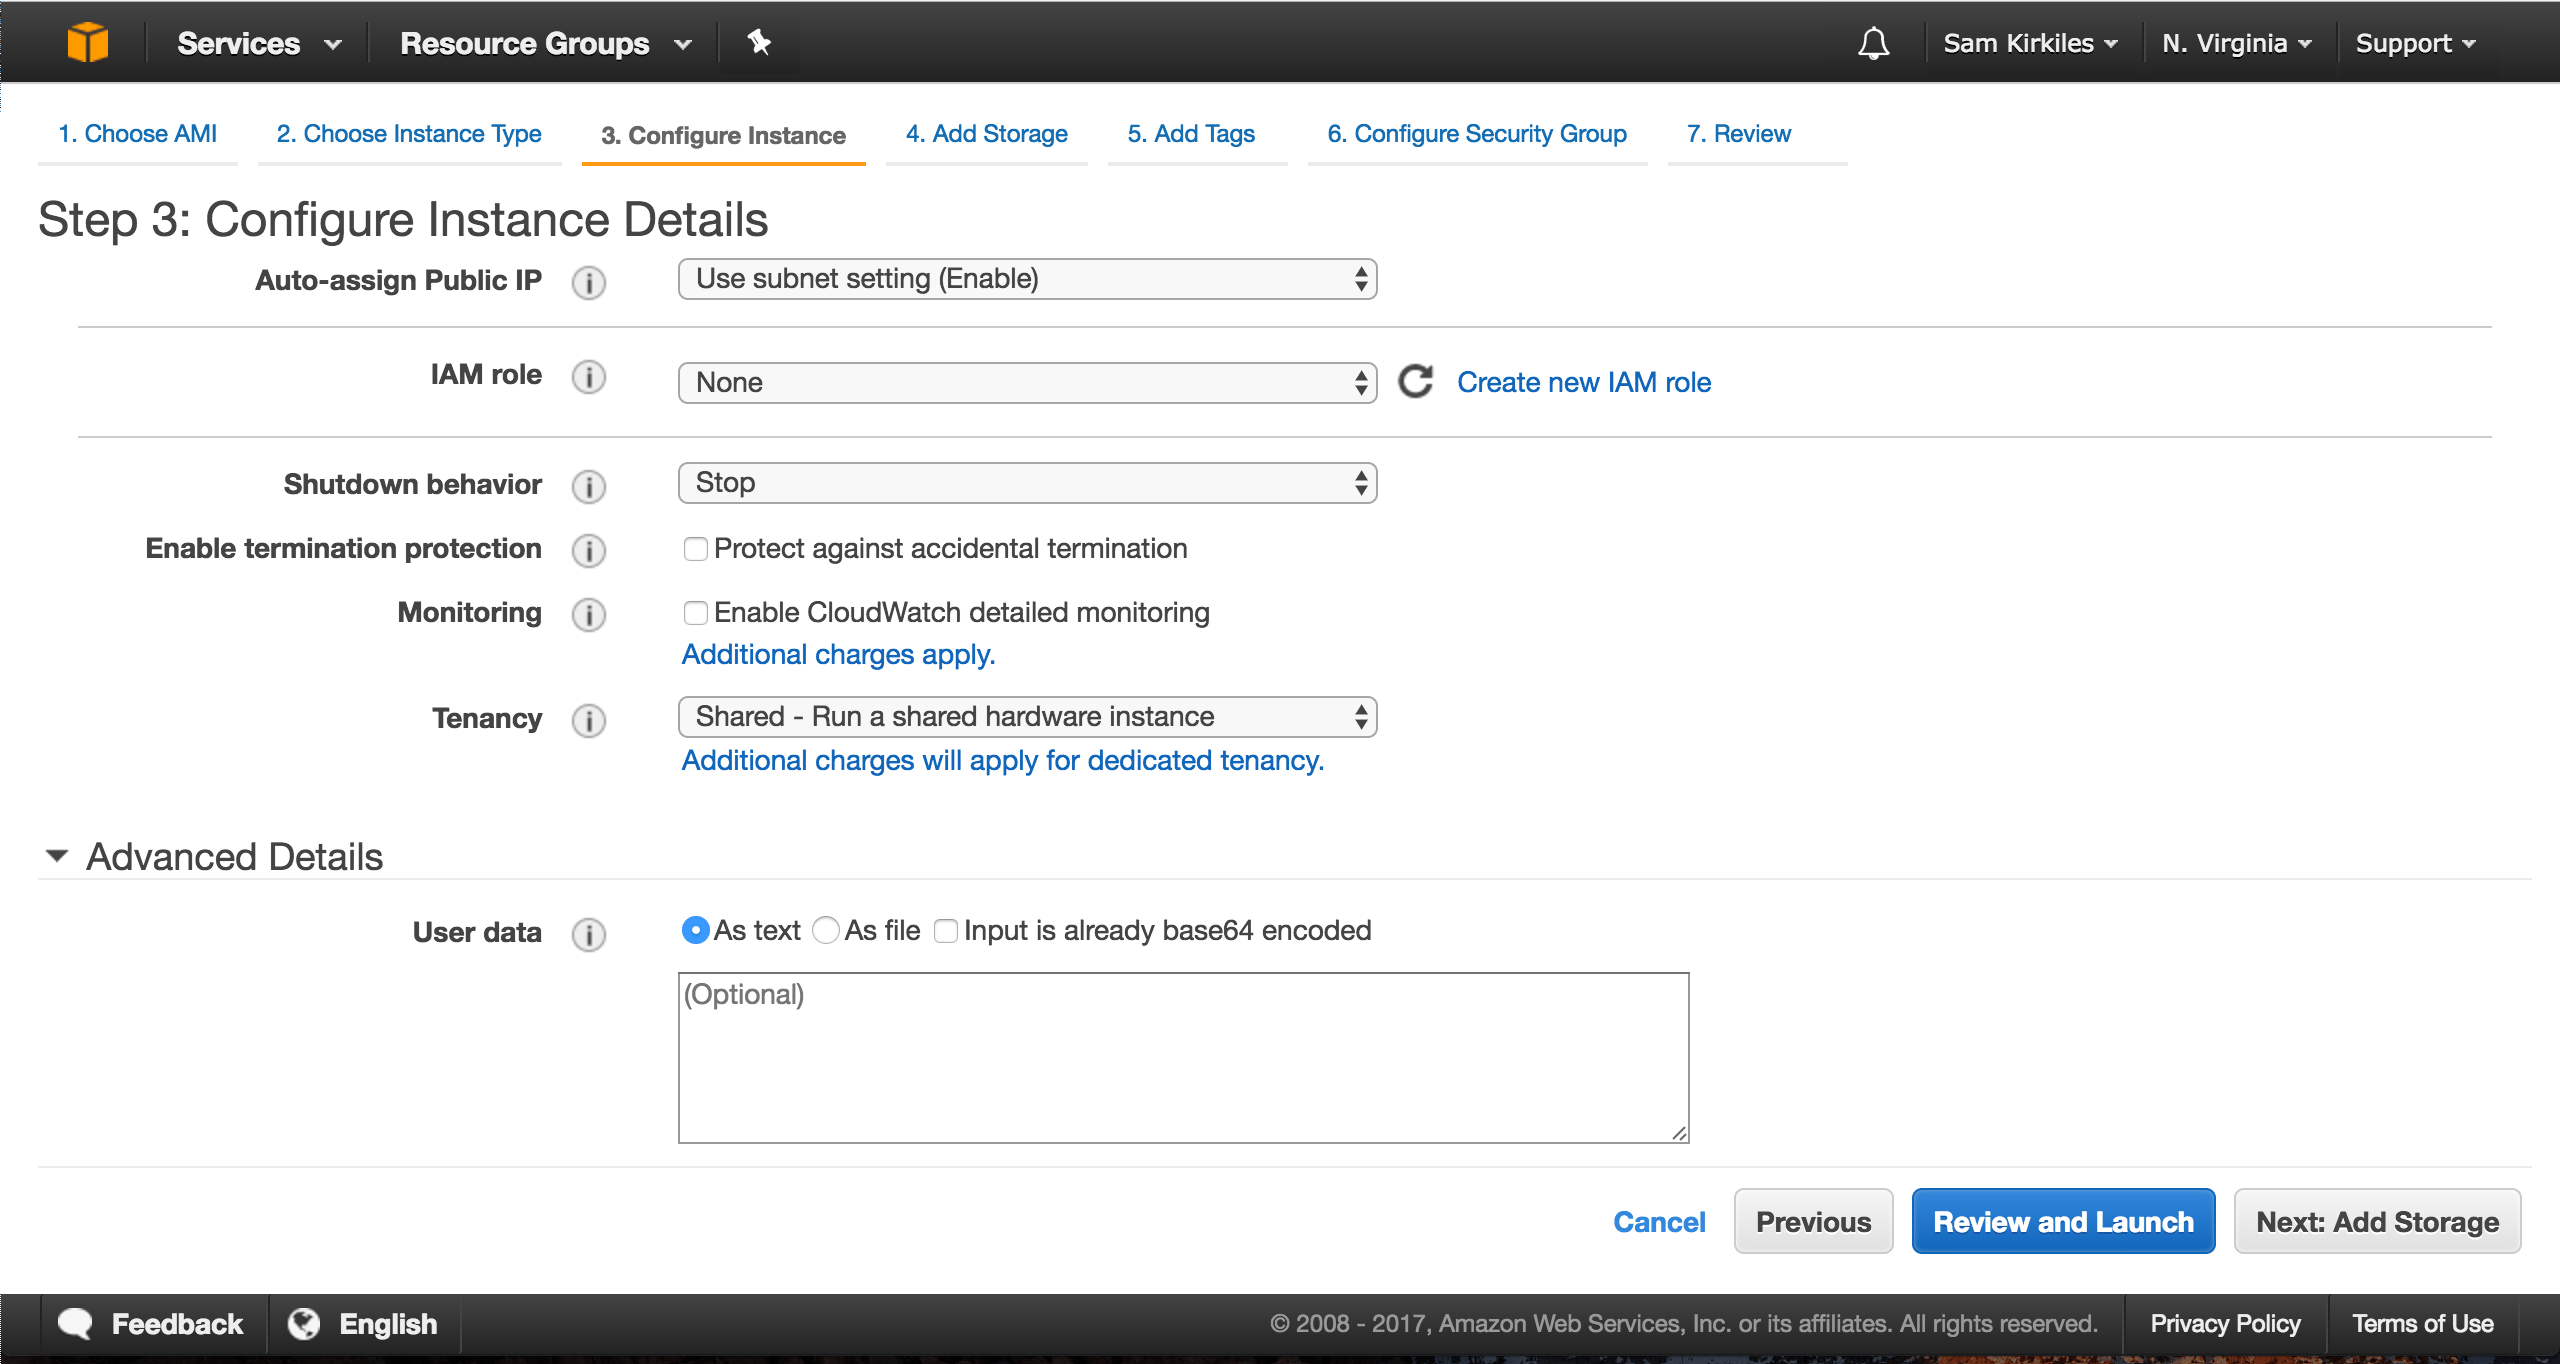 Services Resource Groups Sam Kirkiles N. Virginia Support
1. Choose AMI 2. Choose Instance Type 3. Configure Instance 4. Add Storage 5. Add Tags 6. Configure Security Group 7. Review
Step 3: Configure Instance Details
Auto-assign Public IP i Use subnet setting (Enable)
IAM role i None Create new IAM role
Shutdown behavior i Stop
Enable termination protection i Protect against accidental termination
Monitoring i Enable CloudWatch detailed monitoring
Additional charges apply.
Tenancy i Shared - Run a shared hardware instance
Additional charges will apply for dedicated tenancy.
Advanced Details
User data i As text As file Input is already base64 encoded
(Optional)
Cancel Previous Review and Launch Next: Add Storage
Feedback English © 2008 - 2017, Amazon Web Services, Inc. or its affiliates. All rights reserved. Privacy Policy Terms of Use